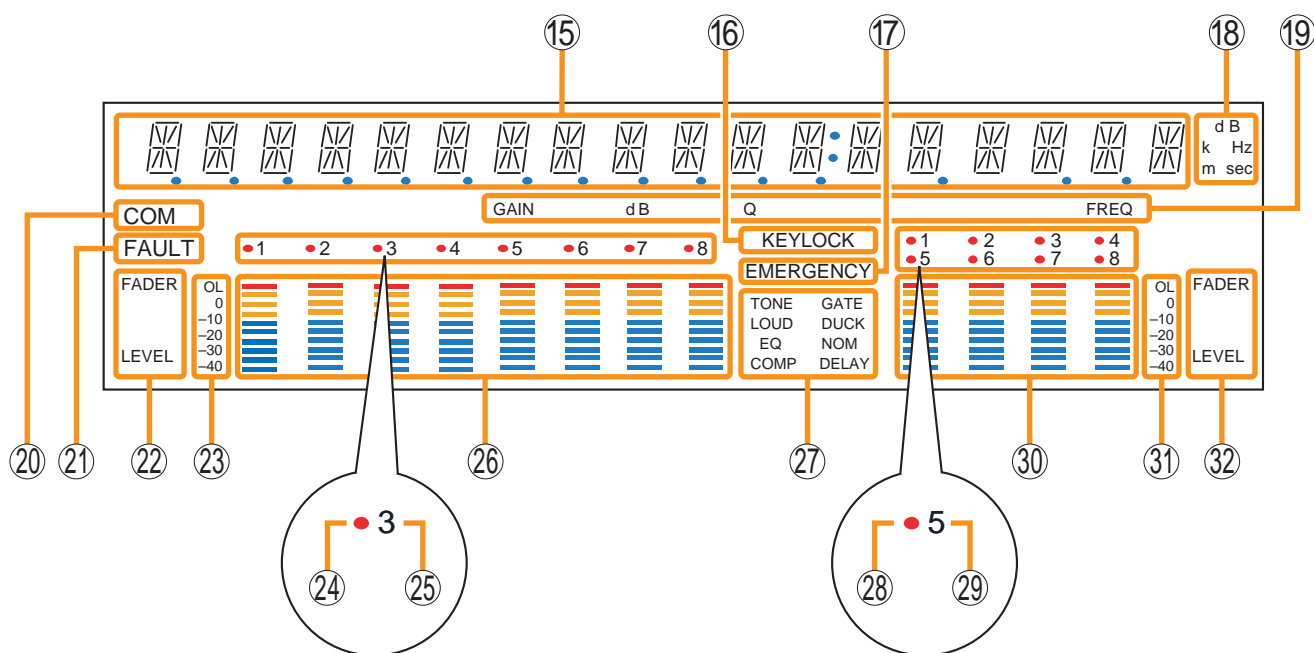 ⑮ ⑯ ⑰ ⑱ ⑲
d B
k Hz
m sec
GAIN dB Q FREQ
COM
FAULT
1 2 3 4 5 6 7 8
KEYLOCK
EMERGENCY
1 2 3 4
5 6 7 8
FADER
LEVEL
OL
0
–10
–20
–30
–40
TONE GATE
LOUD DUCK
EQ NOM
COMP DELAY
OL
0
–10
–20
–30
–40
FADER
LEVEL
⑳ ㉑ ㉒ ㉓ ㉖ ㉗ ㉚ ㉛ ㉜
3
㉔ ㉕
5
㉘ ㉙